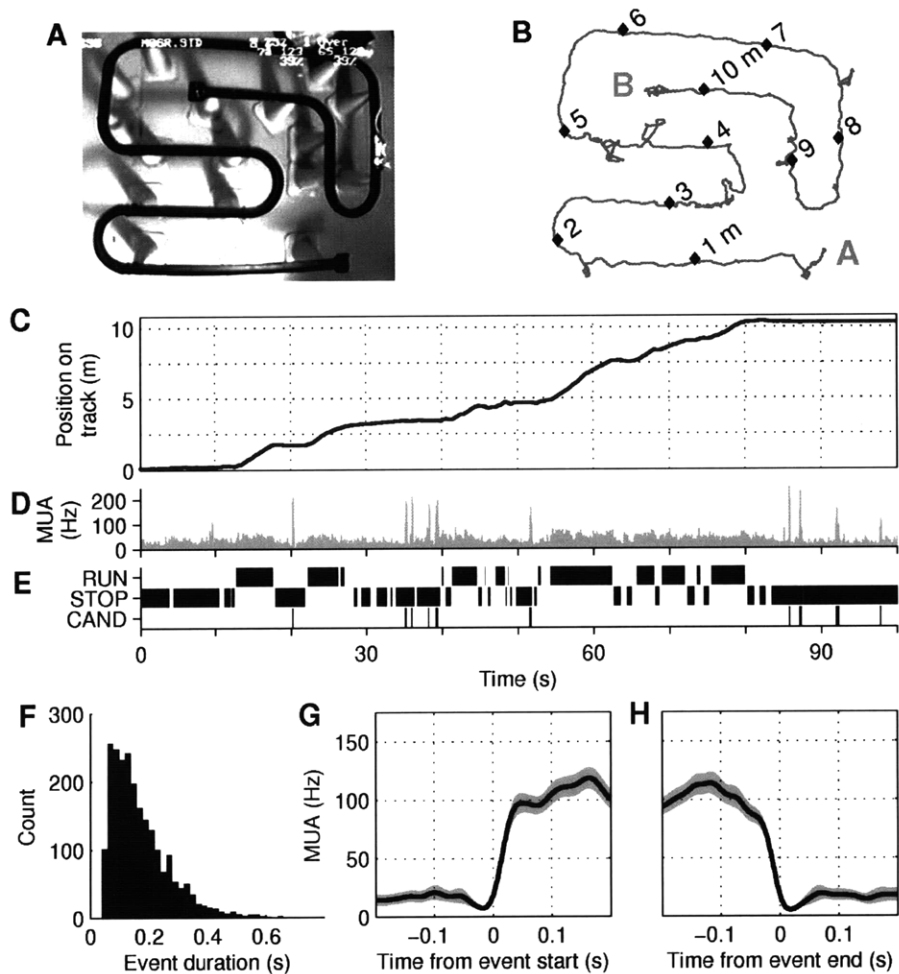 A
MOSR.STD
B
6
7
10 m
B
5
4
8
9
3
2
1 m
A
C
10
5
0
Position on
track (m)
D
200
100
0
MUA
(Hz)
E
RUN
STOP
CAND
0
30
60
90
Time (s)
F
300
200
100
0
Count
0
0.2
0.4
0.6
Event duration (s)
G
150
100
50
0
MUA (Hz)
−0.1
0
0.1
Time from event start (s)
H
−0.1
0
0.1
Time from event end (s)